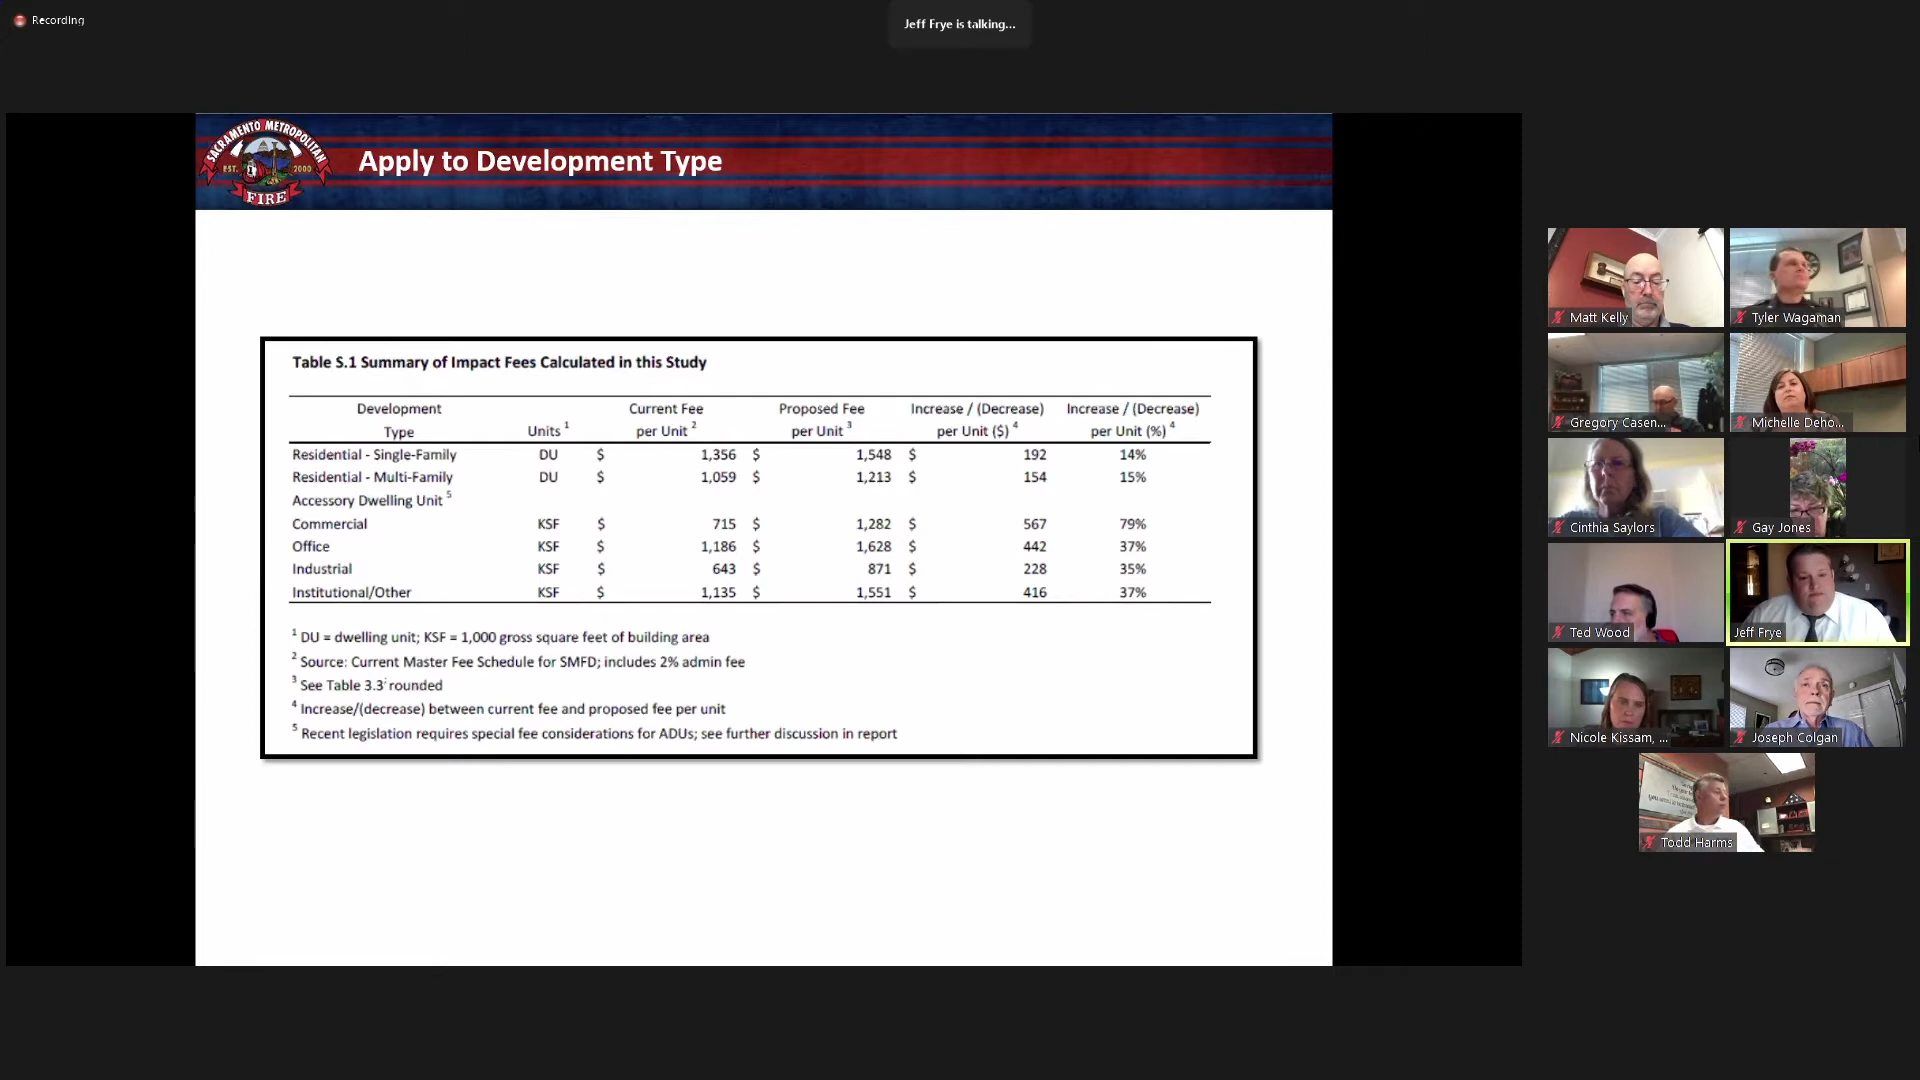 Recording
Jeff Frye is talking...
SACRAMENTO METROPOLITAN
EST. 2000
FIRE
Apply to Development Type
Table S.1 Summary of Impact Fees Calculated in this Study
Development Type Units 1 Current Fee per Unit 2 Proposed Fee per Unit 3 Increase / (Decrease) per Unit ($) 4 Increase / (Decrease) per Unit (%) 4
Residential - Single-Family DU $ 1,356 $ 1,548 $ 192 14%
Residential - Multi-Family DU $ 1,059 $ 1,213 $ 154 15%
Accessory Dwelling Unit 5
Commercial KSF $ 715 $ 1,282 $ 567 79%
Office KSF $ 1,186 $ 1,628 $ 442 37%
Industrial KSF $ 643 $ 871 $ 228 35%
Institutional/Other KSF $ 1,135 $ 1,551 $ 416 37%
1 DU = dwelling unit; KSF = 1,000 gross square feet of building area
2 Source: Current Master Fee Schedule for SMFD; includes 2% admin fee
3 See Table 3.3; rounded
4 Increase/(decrease) between current fee and proposed fee per unit
5 Recent legislation requires special fee considerations for ADUs; see further discussion in report
Matt Kelly
Tyler Wagaman
Gregory Casen...
Michelle Deho...
Cinthia Saylors
Gay Jones
Ted Wood
Jeff Frye
Nicole Kissam, ...
Joseph Colgan
Todd Harms